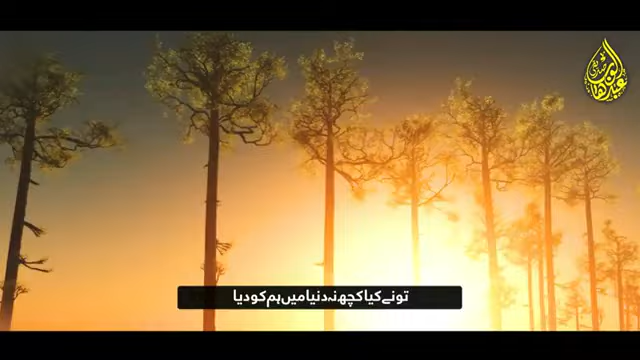 تونے کیا کچھ نہ دنیا میں ہم کو دیا